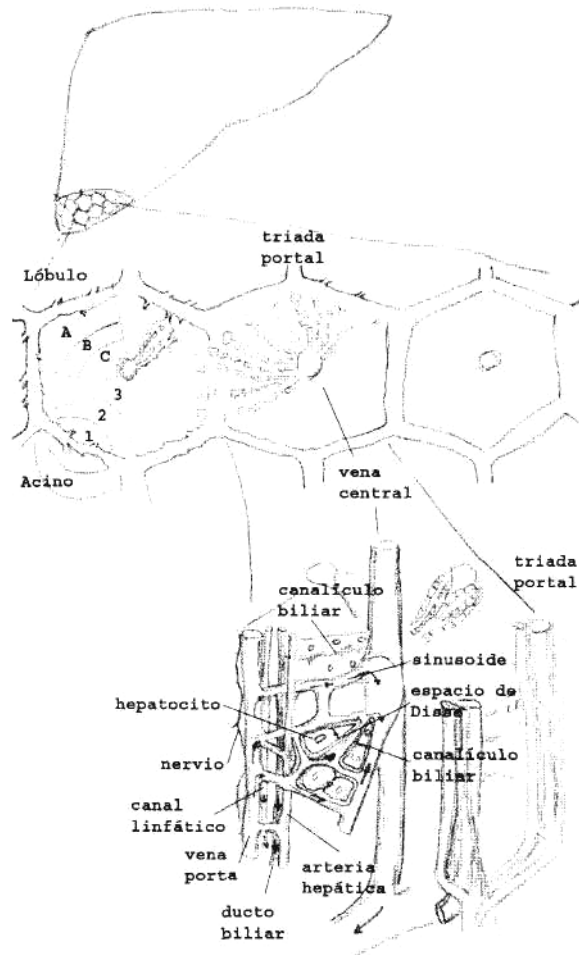 triada
portal
Lóbulo
A
B
C
3
2
1
Acino
vena
central
triada
portal
canalículo
biliar
sinusoide
espacio de
Disse
hepatocito
canalículo
biliar
nervio
canal
linfático
vena
porta
arteria
hepática
ducto
biliar